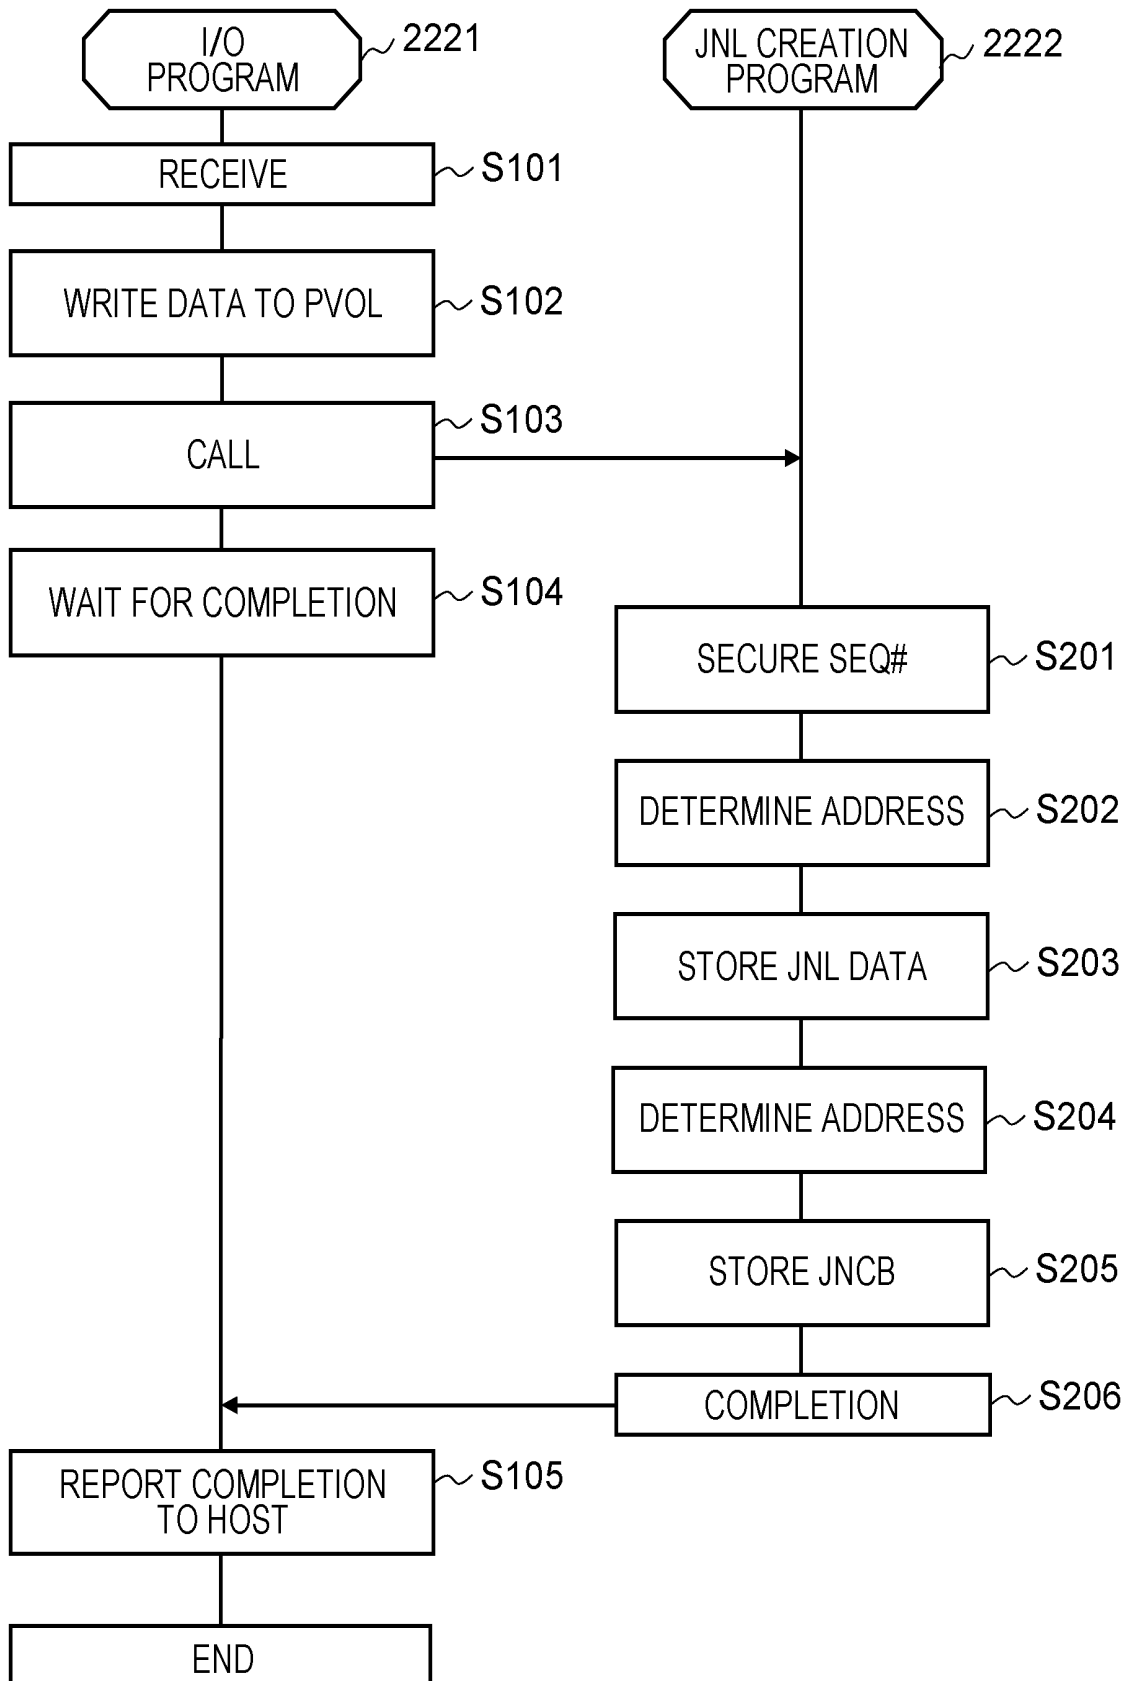 I/O
PROGRAM
2221
JNL CREATION
PROGRAM
2222
RECEIVE
S101
WRITE DATA TO PVOL
S102
CALL
S103
WAIT FOR COMPLETION
S104
SECURE SEQ#
S201
DETERMINE ADDRESS
S202
STORE JNL DATA
S203
DETERMINE ADDRESS
S204
STORE JNCB
S205
COMPLETION
S206
REPORT COMPLETION
TO HOST
S105
END